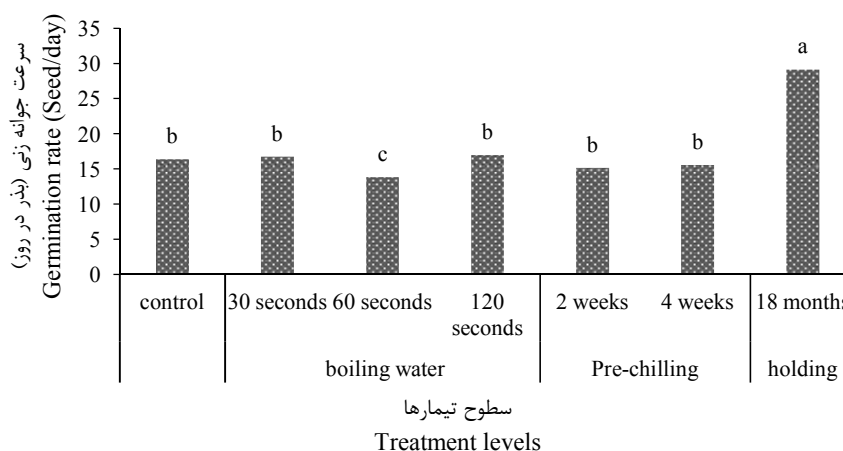 سرعت جوانه زنی (بذر در روز)
Germination rate (Seed/day)
35
30
25
20
15
10
5
0
b
b
c
b
b
b
a
control
30 seconds
60 seconds
120
seconds
2 weeks
4 weeks
18 months
boiling water
Pre-chilling
holding
سطوح تیمارها
Treatment levels